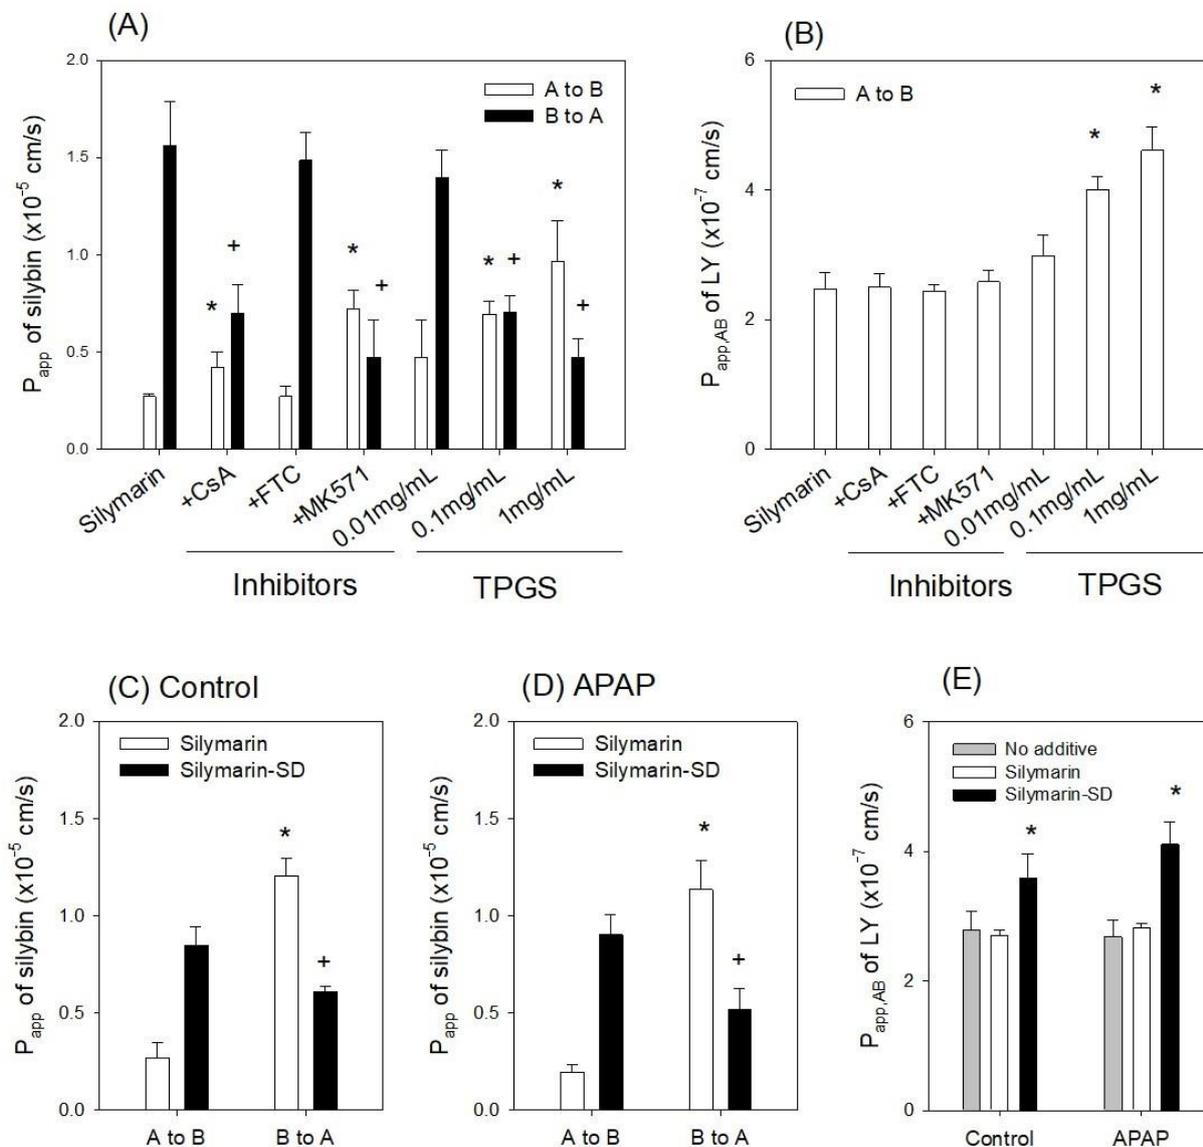 (A)
P_app of silybin (x10^-5 cm/s)
2.0
1.5
1.0
0.5
0.0
A to B
B to A
*
+
*
+
*
+
*
+
Silymarin
+CsA
+FTC
+MK571
0.01mg/mL
0.1mg/mL
1mg/mL
Inhibitors
TPGS
(B)
P_app,AB of LY (x10^-7 cm/s)
6
4
2
0
A to B
*
*
Silymarin
+CsA
+FTC
+MK571
0.01mg/mL
0.1mg/mL
1mg/mL
Inhibitors
TPGS
(C) Control
P_app of silybin (x10^-5 cm/s)
2.0
1.5
1.0
0.5
0.0
Silymarin
Silymarin-SD
*
+
A to B
B to A
(D) APAP
P_app of silybin (x10^-5 cm/s)
2.0
1.5
1.0
0.5
0.0
Silymarin
Silymarin-SD
*
+
A to B
B to A
(E)
P_app,AB of LY (x10^-7 cm/s)
6
4
2
0
No additive
Silymarin
Silymarin-SD
*
*
Control
APAP